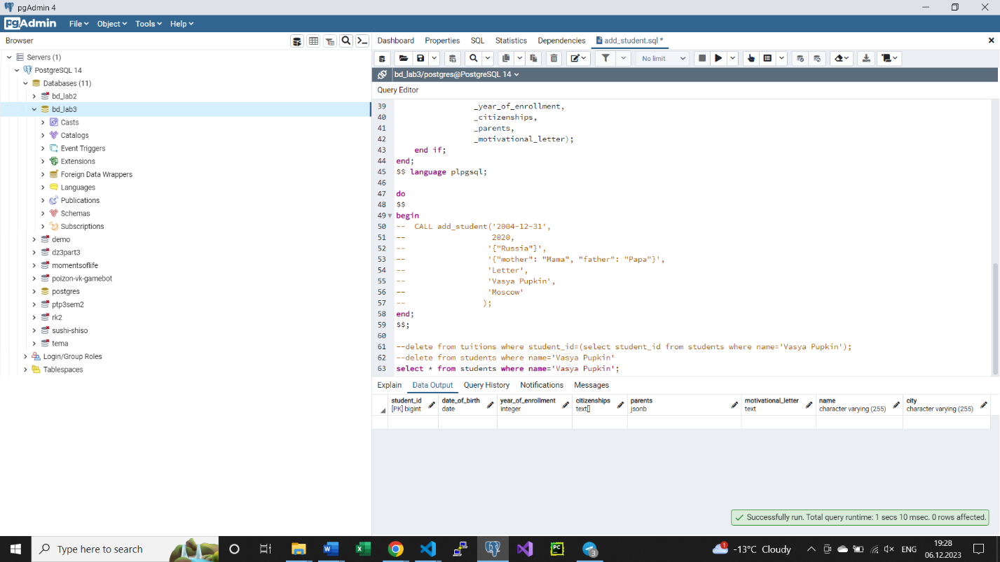 pgAdmin 4
pgAdmin File Object Tools Help
Browser
Servers (1)
PostgreSQL 14
Databases (11)
bd_lab2
bd_lab3
Casts
Catalogs
Event Triggers
Extensions
Foreign Data Wrappers
Languages
Publications
Schemas
Subscriptions
demo
dz3part3
momentsoflife
poizon-vk-gamebot
postgres
ptp3sem2
rk2
sushi-shiso
tema
Login/Group Roles
Tablespaces
Dashboard Properties SQL Statistics Dependencies add_student.sql *
No limit
bd_lab3/postgres@PostgreSQL 14
Query Editor
39 _year_of_enrollment,
40 _citizenships,
41 _parents,
42 _motivational_letter);
43 end if;
44 end;
45 $$ language plpgsql;
46
47 do
48 $$
49 begin
50 -- CALL add_student('2004-12-31',
51 -- 2020,
52 -- '{"Russia"}',
53 -- '{"mother": "Mama", "father": "Papa"}',
54 -- 'Letter',
55 -- 'Vasya Pupkin',
56 -- 'Moscow'
57 -- );
58 end;
59 $$;
60
61 --delete from tuitions where student_id=(select student_id from students where name='Vasya Pupkin');
62 --delete from students where name='Vasya Pupkin'
63 select * from students where name='Vasya Pupkin';
Explain Data Output Query History Notifications Messages
student_id date_of_birth year_of_enrollment citizenships parents motivational_letter name city
[PK] bigint date integer text[] jsonb text character varying (255) character varying (255)
Successfully run. Total query runtime: 1 secs 10 msec. 0 rows affected.
Type here to search
PC
3
1
-13°C Cloudy
ENG
19:28
06.12.2023